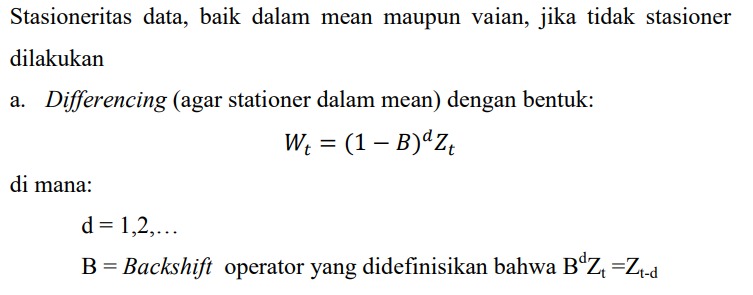 Stasioneritas data, baik dalam mean maupun vaian, jika tidak stasioner
dilakukan
a. Differencing (agar stationer dalam mean) dengan bentuk:
W_t = (1 − B)^d Z_t
di mana:
d = 1,2,…
B = Backshift operator yang didefinisikan bahwa B^d Z_t =Z_{t-d}